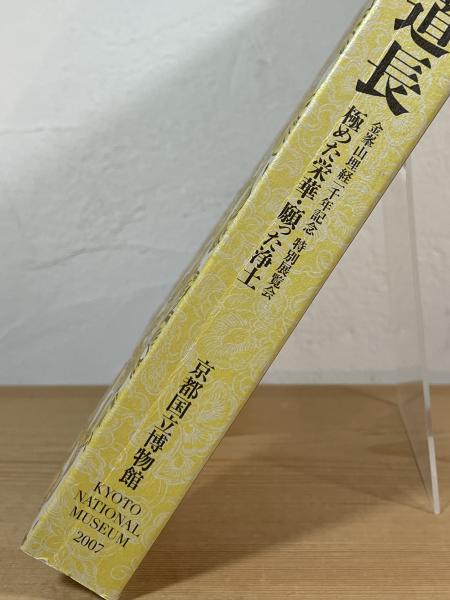 道長
金峯山埋経一千年記念 特別展覧会
極めた栄華・願った浄土
京都国立博物館
KYOTO
NATIONAL
MUSEUM
2007